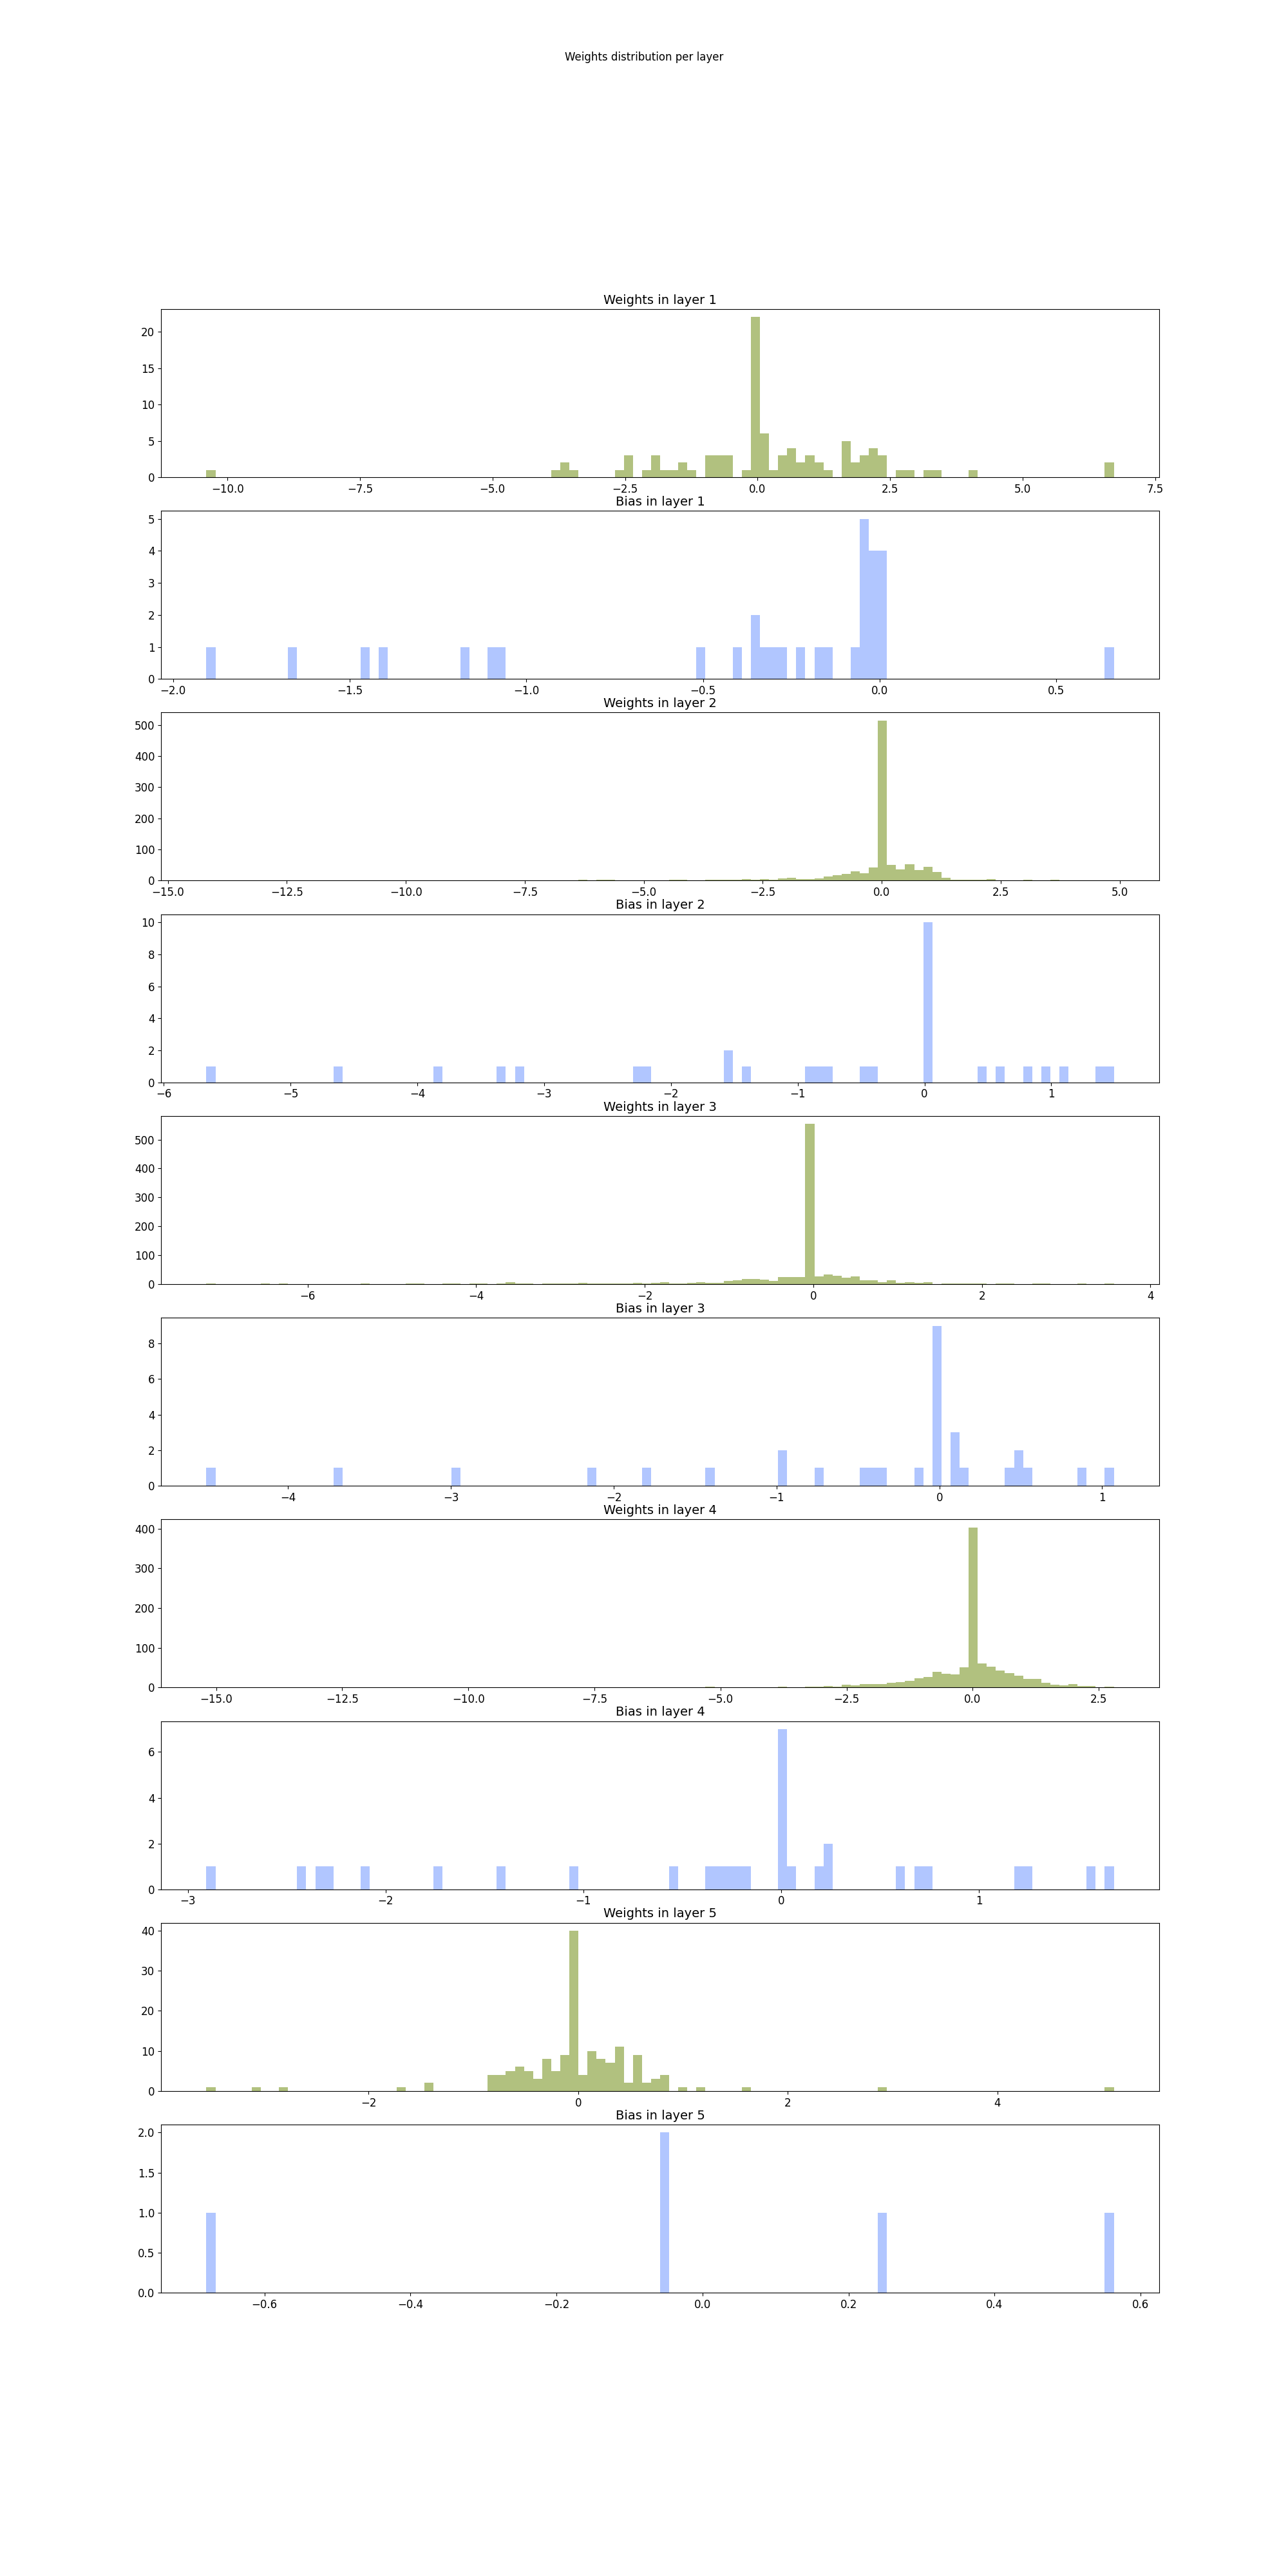 Weights distribution per layer
Weights in layer 1
20
15
10
5
0
−10.0 −7.5 −5.0 −2.5 0.0 2.5 5.0 7.5
Bias in layer 1
5
4
3
2
1
0
−2.0 −1.5 −1.0 −0.5 0.0 0.5
Weights in layer 2
500
400
300
200
100
0
−15.0 −12.5 −10.0 −7.5 −5.0 −2.5 0.0 2.5 5.0
Bias in layer 2
10
8
6
4
2
0
−6 −5 −4 −3 −2 −1 0 1
Weights in layer 3
500
400
300
200
100
0
−6 −4 −2 0 2 4
Bias in layer 3
8
6
4
2
0
−4 −3 −2 −1 0 1
Weights in layer 4
400
300
200
100
0
−15.0 −12.5 −10.0 −7.5 −5.0 −2.5 0.0 2.5
Bias in layer 4
6
4
2
0
−3 −2 −1 0 1
Weights in layer 5
40
30
20
10
0
−2 0 2 4
Bias in layer 5
2.0
1.5
1.0
0.5
0.0
−0.6 −0.4 −0.2 0.0 0.2 0.4 0.6